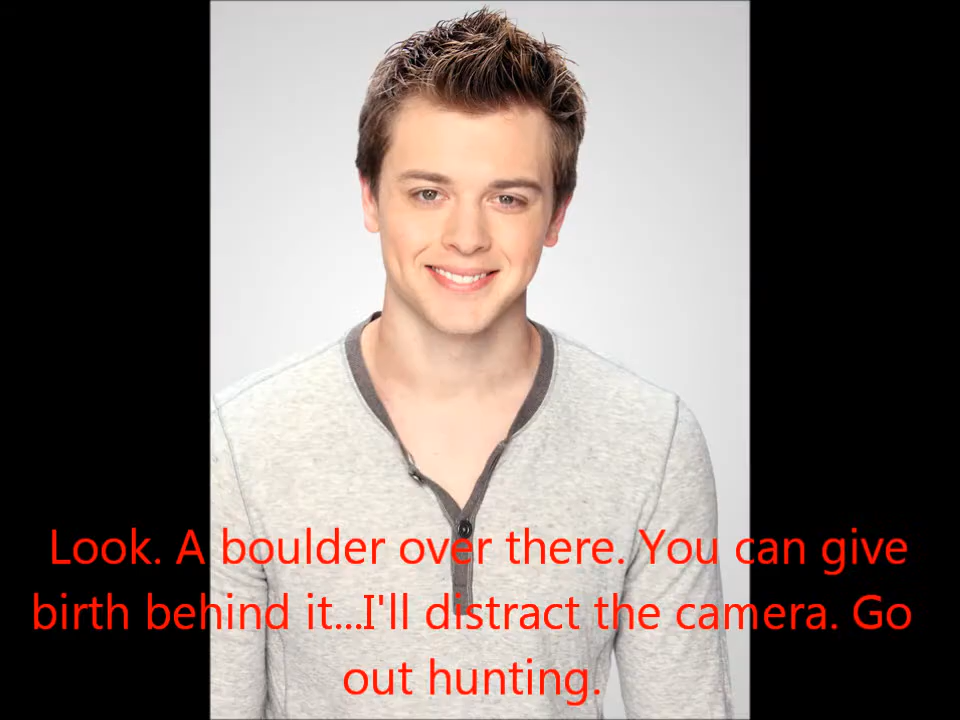 Look. A boulder over there. You can give
birth behind it...I'll distract the camera. Go
out hunting.